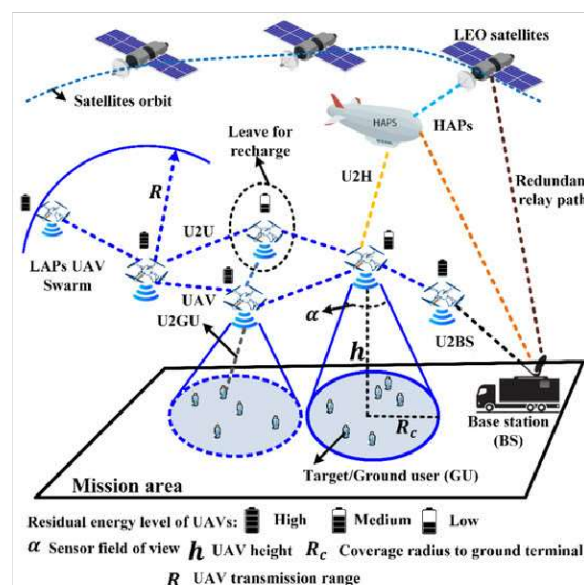 LEO satellites
Satellites orbit
HAPS
HAPs
Leave for
recharge
U2H
Redundant
relay path
R
U2U
LAPs UAV
Swarm
UAV
α
U2BS
U2GU
h
R_c
Base station
(BS)
Target/Ground user (GU)
Mission area
Residual energy level of UAVs: High Medium Low
α Sensor field of view h UAV height R_c Coverage radius to ground terminal
R UAV transmission range